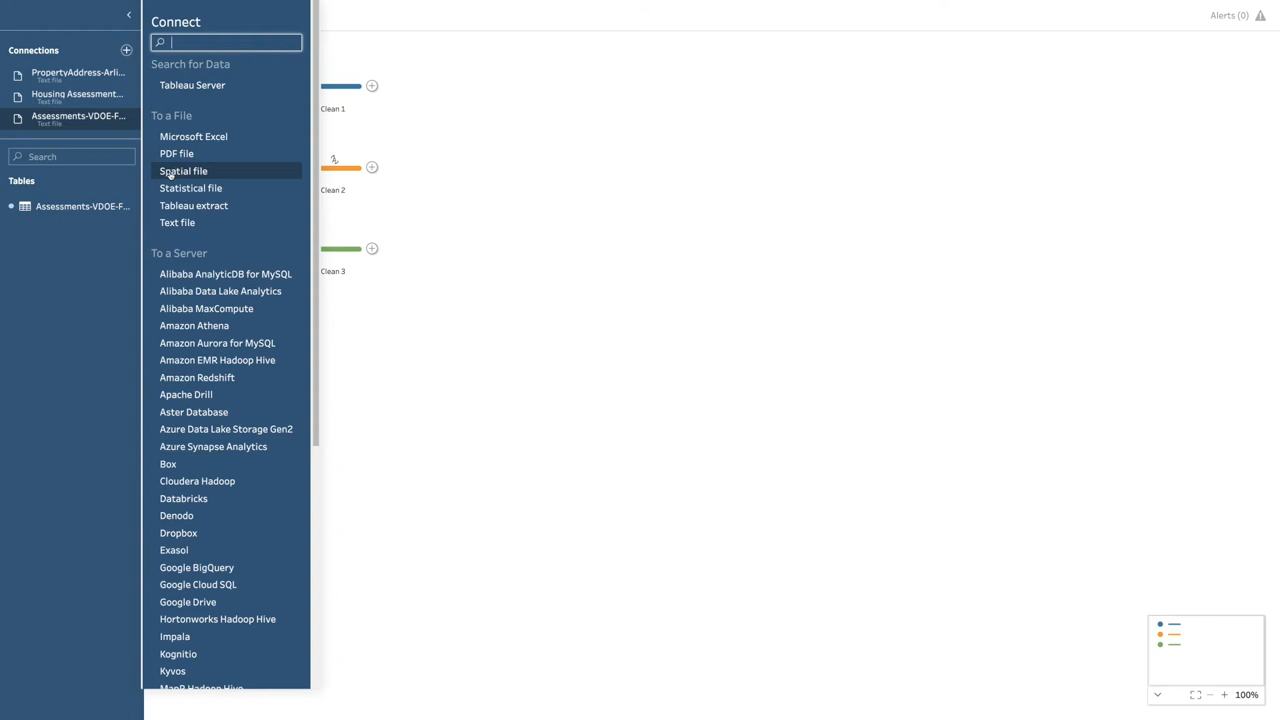 Alerts (0)
Connections
PropertyAddress-Arli...
Text file
Housing Assessment...
Text file
Assessments-VDOE-F...
Text file
Search
Tables
Assessments-VDOE-F...
Connect
Search for Data
Tableau Server
To a File
Microsoft Excel
PDF file
Spatial file
Statistical file
Tableau extract
Text file
To a Server
Alibaba AnalyticDB for MySQL
Alibaba Data Lake Analytics
Alibaba MaxCompute
Amazon Athena
Amazon Aurora for MySQL
Amazon EMR Hadoop Hive
Amazon Redshift
Apache Drill
Aster Database
Azure Data Lake Storage Gen2
Azure Synapse Analytics
Box
Cloudera Hadoop
Databricks
Denodo
Dropbox
Exasol
Google BigQuery
Google Cloud SQL
Google Drive
Hortonworks Hadoop Hive
Impala
Kognitio
Kyvos
MapR Hadoop Hive
Clean 1
Clean 2
Clean 3
100%